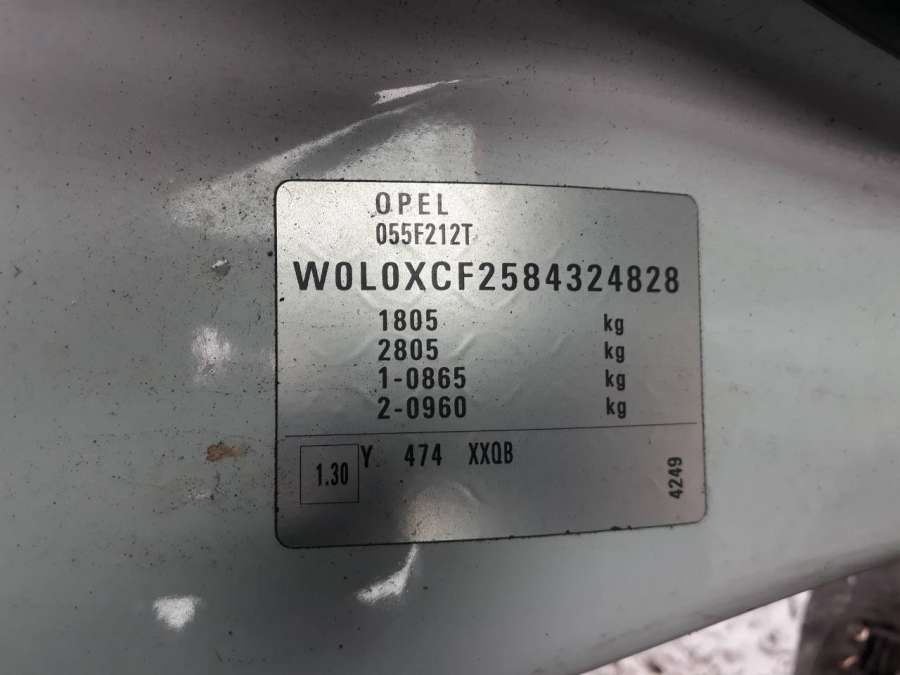 OPEL
055F212T
W0L0XCF2584324828
1805 kg
2805 kg
1-0865 kg
2-0960 kg
1.30 Y 474 XXQB
4249